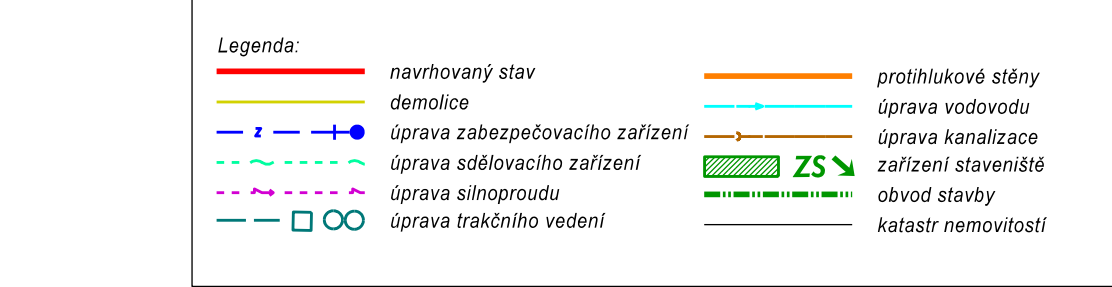 Legenda:
navrhovaný stav
demolice
z úprava zabezpečovacího zařízení
úprava sdělovacího zařízení
úprava silnoproudu
úprava trakčního vedení
protihlukové stěny
úprava vodovodu
úprava kanalizace
ZS zařízení staveniště
obvod stavby
katastr nemovitostí